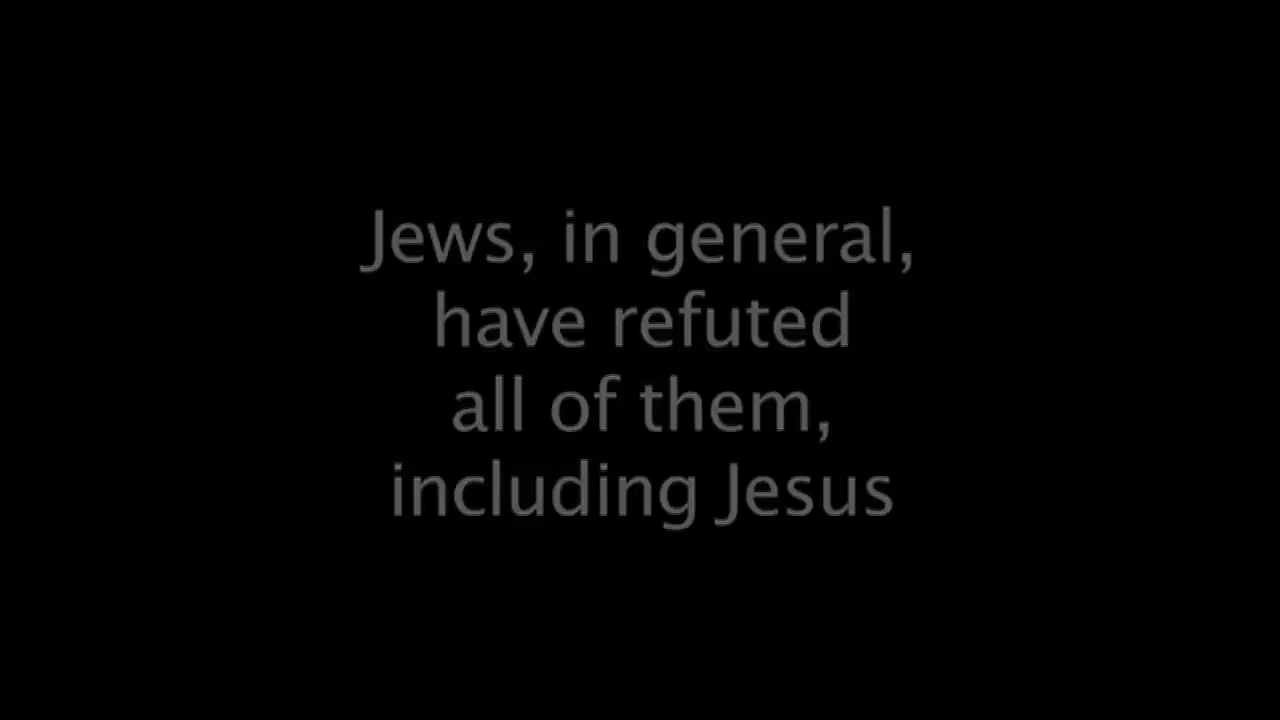 Jews, in general,
have refuted
all of them,
including Jesus